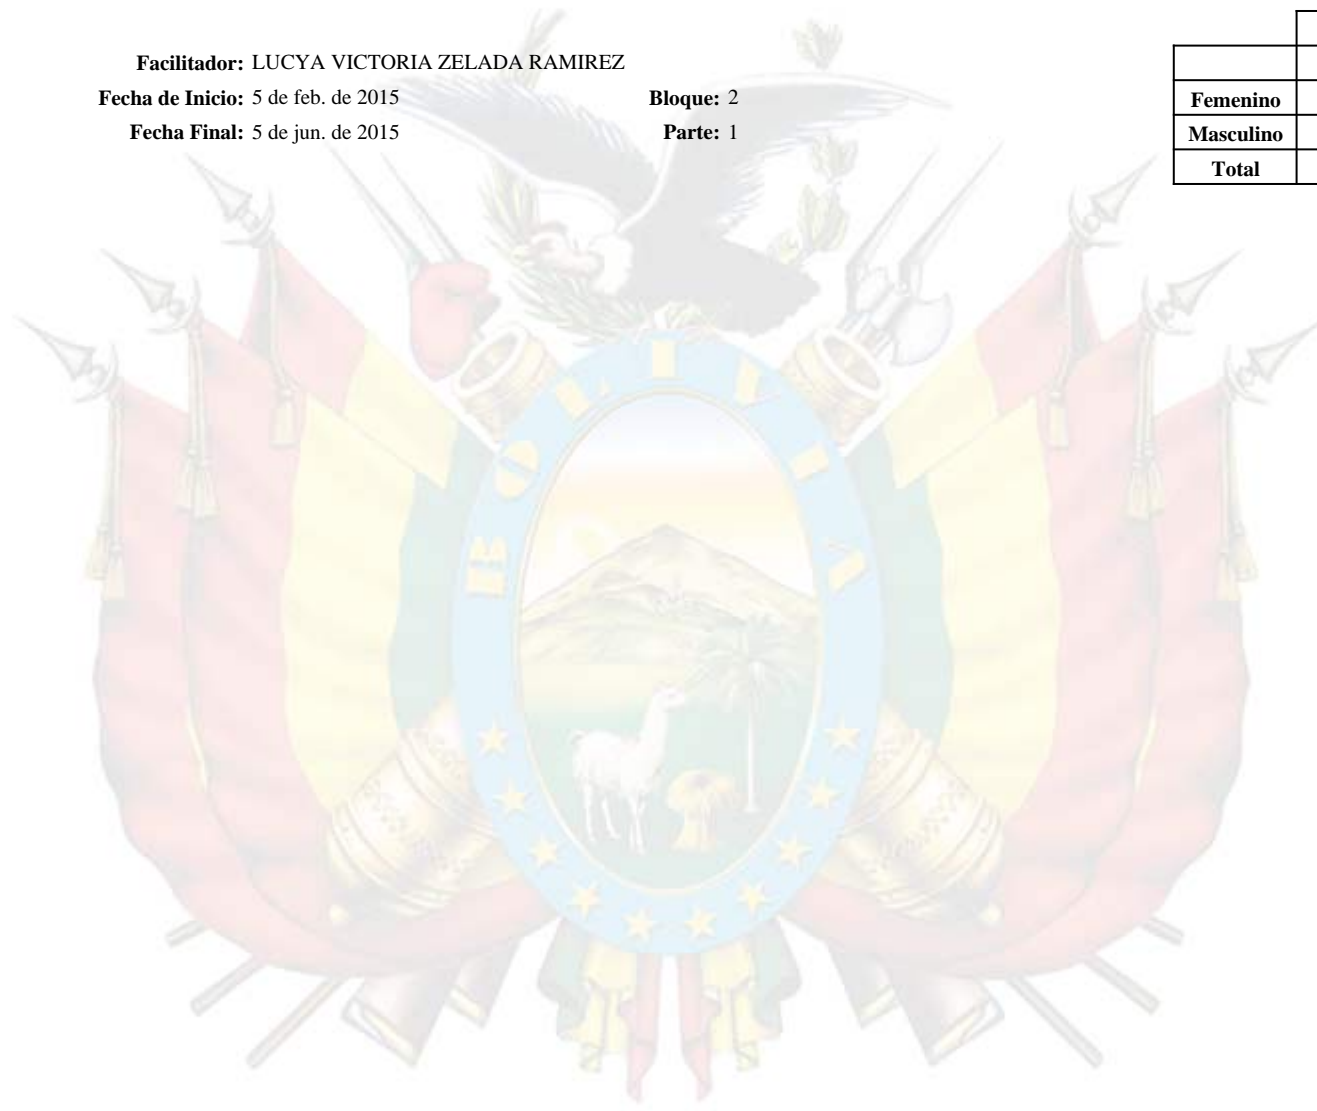 Facilitador: LUCYA VICTORIA ZELADA RAMIREZ
Fecha de Inicio: 5 de feb. de 2015 Bloque: 2
Fecha Final: 5 de jun. de 2015 Parte: 1
Femenino
Masculino
Total
BOLIVIA